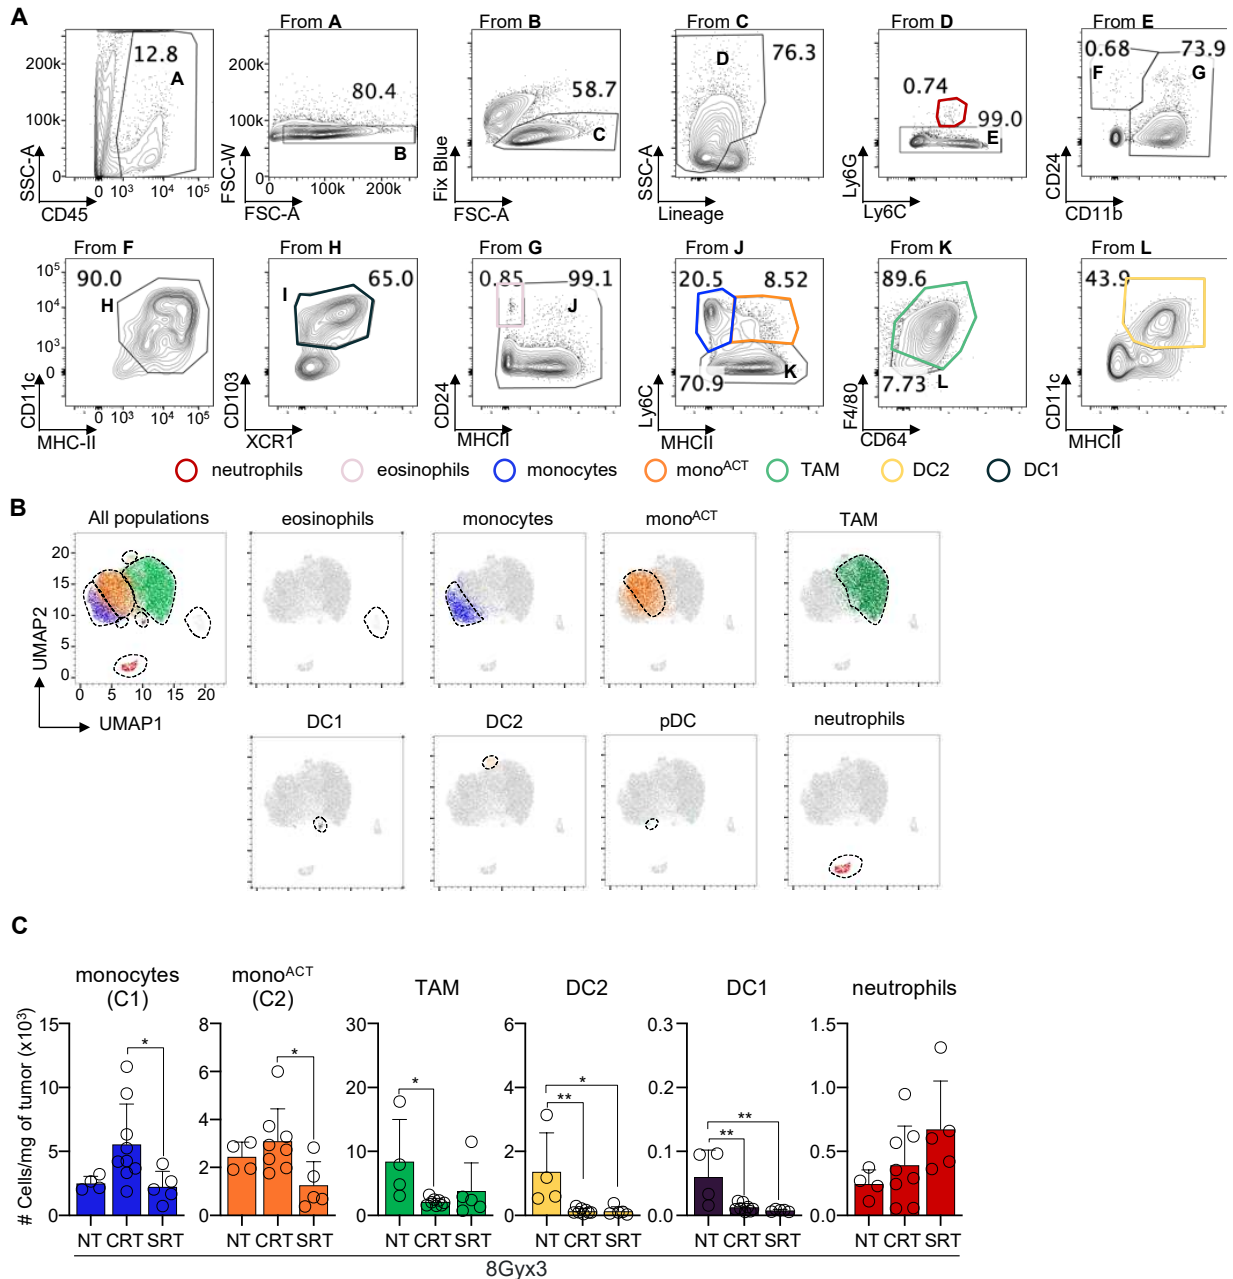 A
From A
From B
From C
From D
From E
12.8
A
200k
100k
0
SSC-A
0 10³ 10⁴ 10⁵
CD45
80.4
B
200k
100k
0
FSC-W
0 100k 200k
FSC-A
58.7
C
Fix Blue
FSC-A
76.3
D
SSC-A
Lineage
0.74
99.0
E
Ly6G
Ly6C
0.68
73.9
F
G
CD24
CD11b
From F
From H
From G
From J
From K
From L
90.0
H
10⁵
10⁴
10³
0
CD11c
0 10³ 10⁴ 10⁵
MHC-II
65.0
I
CD103
XCR1
0.85
99.1
J
CD24
MHCII
20.5
8.52
70.9
K
Ly6C
MHCII
89.6
7.73
L
F4/80
CD64
43.9
CD11c
MHCII
neutrophils
eosinophils
monocytes
monoᴬᶜᵀ
TAM
DC2
DC1
B
All populations
eosinophils
monocytes
monoᴬᶜᵀ
TAM
20
15
10
5
0
UMAP2
0 5 10 15 20
UMAP1
DC1
DC2
pDC
neutrophils
C
monocytes
(C1)
monoᴬᶜᵀ
(C2)
TAM
DC2
DC1
neutrophils
# Cells/mg of tumor (x10³)
15
10
5
0
*
NT CRT SRT
8
6
4
2
0
*
NT CRT SRT
30
20
10
0
*
NT CRT SRT
6
4
2
0
*
**
NT CRT SRT
0.3
0.2
0.1
0.0
**
**
NT CRT SRT
1.5
1.0
0.5
0.0
NT CRT SRT
8Gyx3